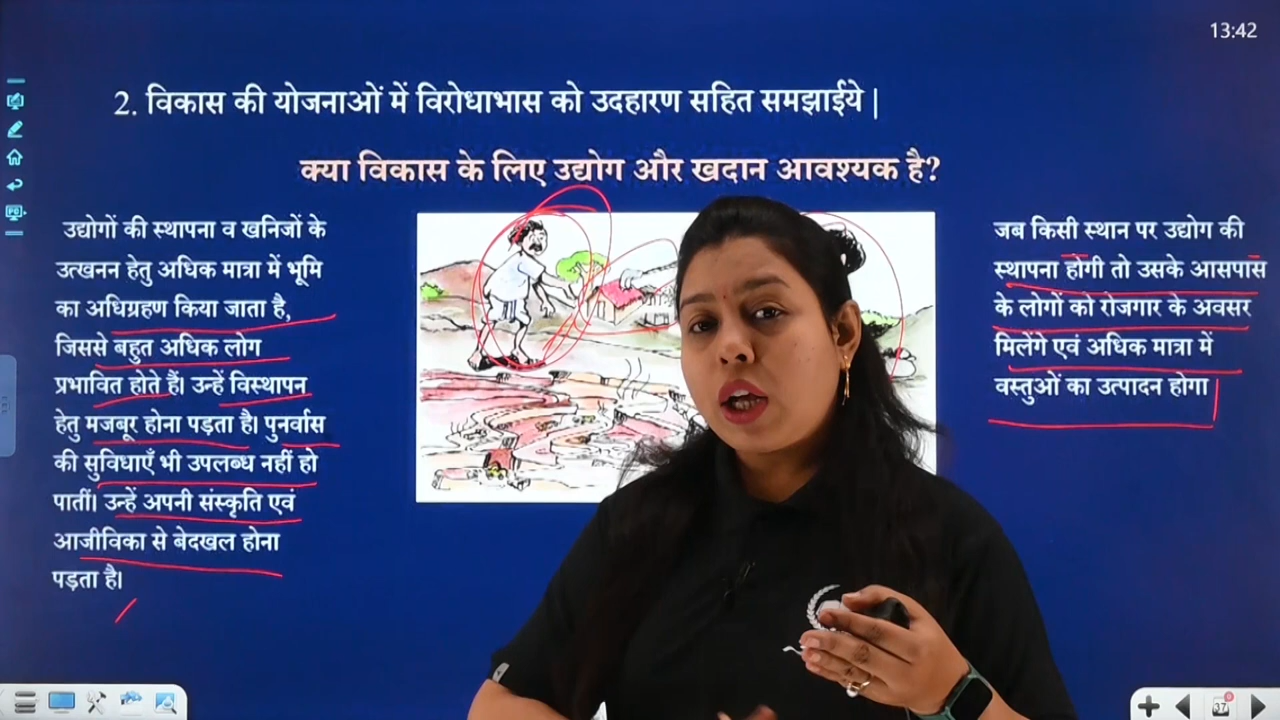 13:42
2. विकास की योजनाओं में विरोधाभास को उदहारण सहित समझाईये |
क्या विकास के लिए उद्योग और खदान आवश्यक है?
उद्योगों की स्थापना व खनिजों के
उत्खनन हेतु अधिक मात्रा में भूमि
का अधिग्रहण किया जाता है,
जिससे बहुत अधिक लोग
प्रभावित होते हैं। उन्हें विस्थापन
हेतु मजबूर होना पड़ता है। पुनर्वास
की सुविधाएँ भी उपलब्ध नहीं हो
पातीं। उन्हें अपनी संस्कृति एवं
आजीविका से बेदखल होना
पड़ता है।
जब किसी स्थान पर उद्योग की
स्थापना होगी तो उसके आसपास
के लोगों को रोजगार के अवसर
मिलेंगे एवं अधिक मात्रा में
वस्तुओं का उत्पादन होगा
37